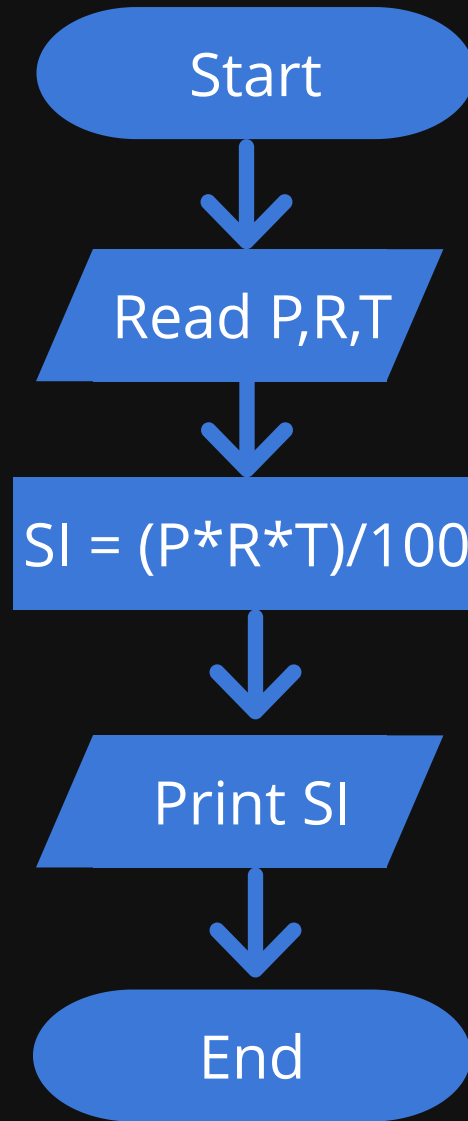 Start
Read P,R,T
SI = (P*R*T)/100
Print SI
End